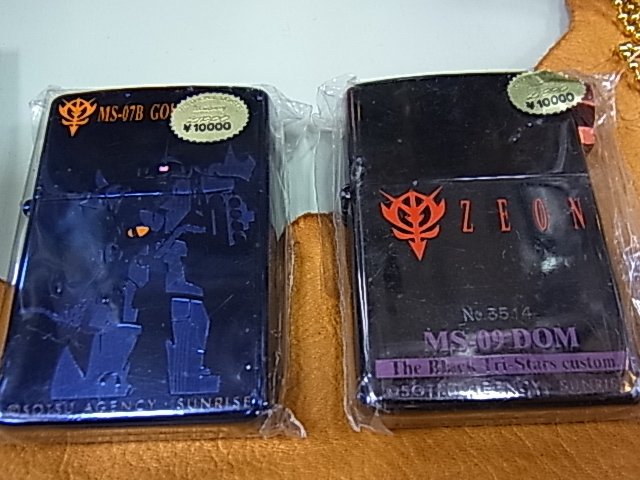 MS-07B GO
¥10000
©SOTSU AGENCY · SUNRISE
¥10000
ZEON
No.3514
MS-09 DOM
The Black Tri-Stars custom
©SOTSU AGENCY · SUNRISE